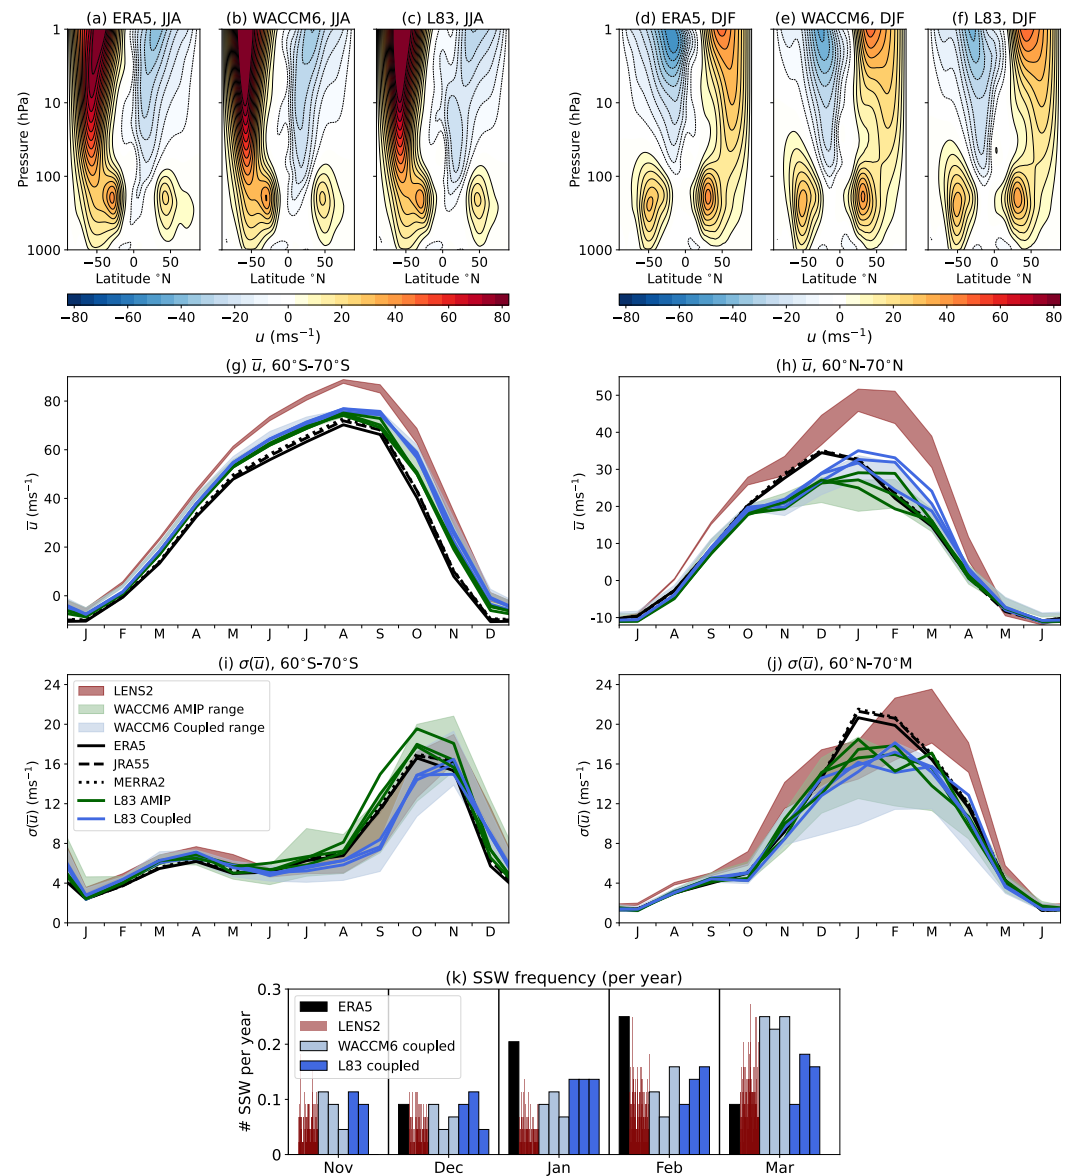 (a) ERA5, JJA
(b) WACCM6, JJA
(c) L83, JJA
(d) ERA5, DJF
(e) WACCM6, DJF
(f) L83, DJF
Pressure (hPa)
1
10
100
1000
−50 0 50
Latitude °N
−50 0 50
Latitude °N
−50 0 50
Latitude °N
Pressure (hPa)
1
10
100
1000
−50 0 50
Latitude °N
−50 0 50
Latitude °N
−50 0 50
Latitude °N
−80 −60 −40 −20 0 20 40 60 80
u (ms⁻¹)
−80 −60 −40 −20 0 20 40 60 80
u (ms⁻¹)
(g) u̅, 60°S-70°S
u̅ (ms⁻¹)
80
60
40
20
0
J F M A M J J A S O N D
(h) u̅, 60°N-70°N
u̅ (ms⁻¹)
50
40
30
20
10
0
-10
J A S O N D J F M A M J
(i) σ(u̅), 60°S-70°S
σ(u̅) (ms⁻¹)
24
20
16
12
8
4
0
LENS2
WACCM6 AMIP range
WACCM6 Coupled range
ERA5
JRA55
MERRA2
L83 AMIP
L83 Coupled
J F M A M J J A S O N D
(j) σ(u̅), 60°N-70°M
σ(u̅) (ms⁻¹)
24
20
16
12
8
4
0
J A S O N D J F M A M J
(k) SSW frequency (per year)
# SSW per year
0.3
0.2
0.1
0
ERA5
LENS2
WACCM6 coupled
L83 coupled
Nov Dec Jan Feb Mar